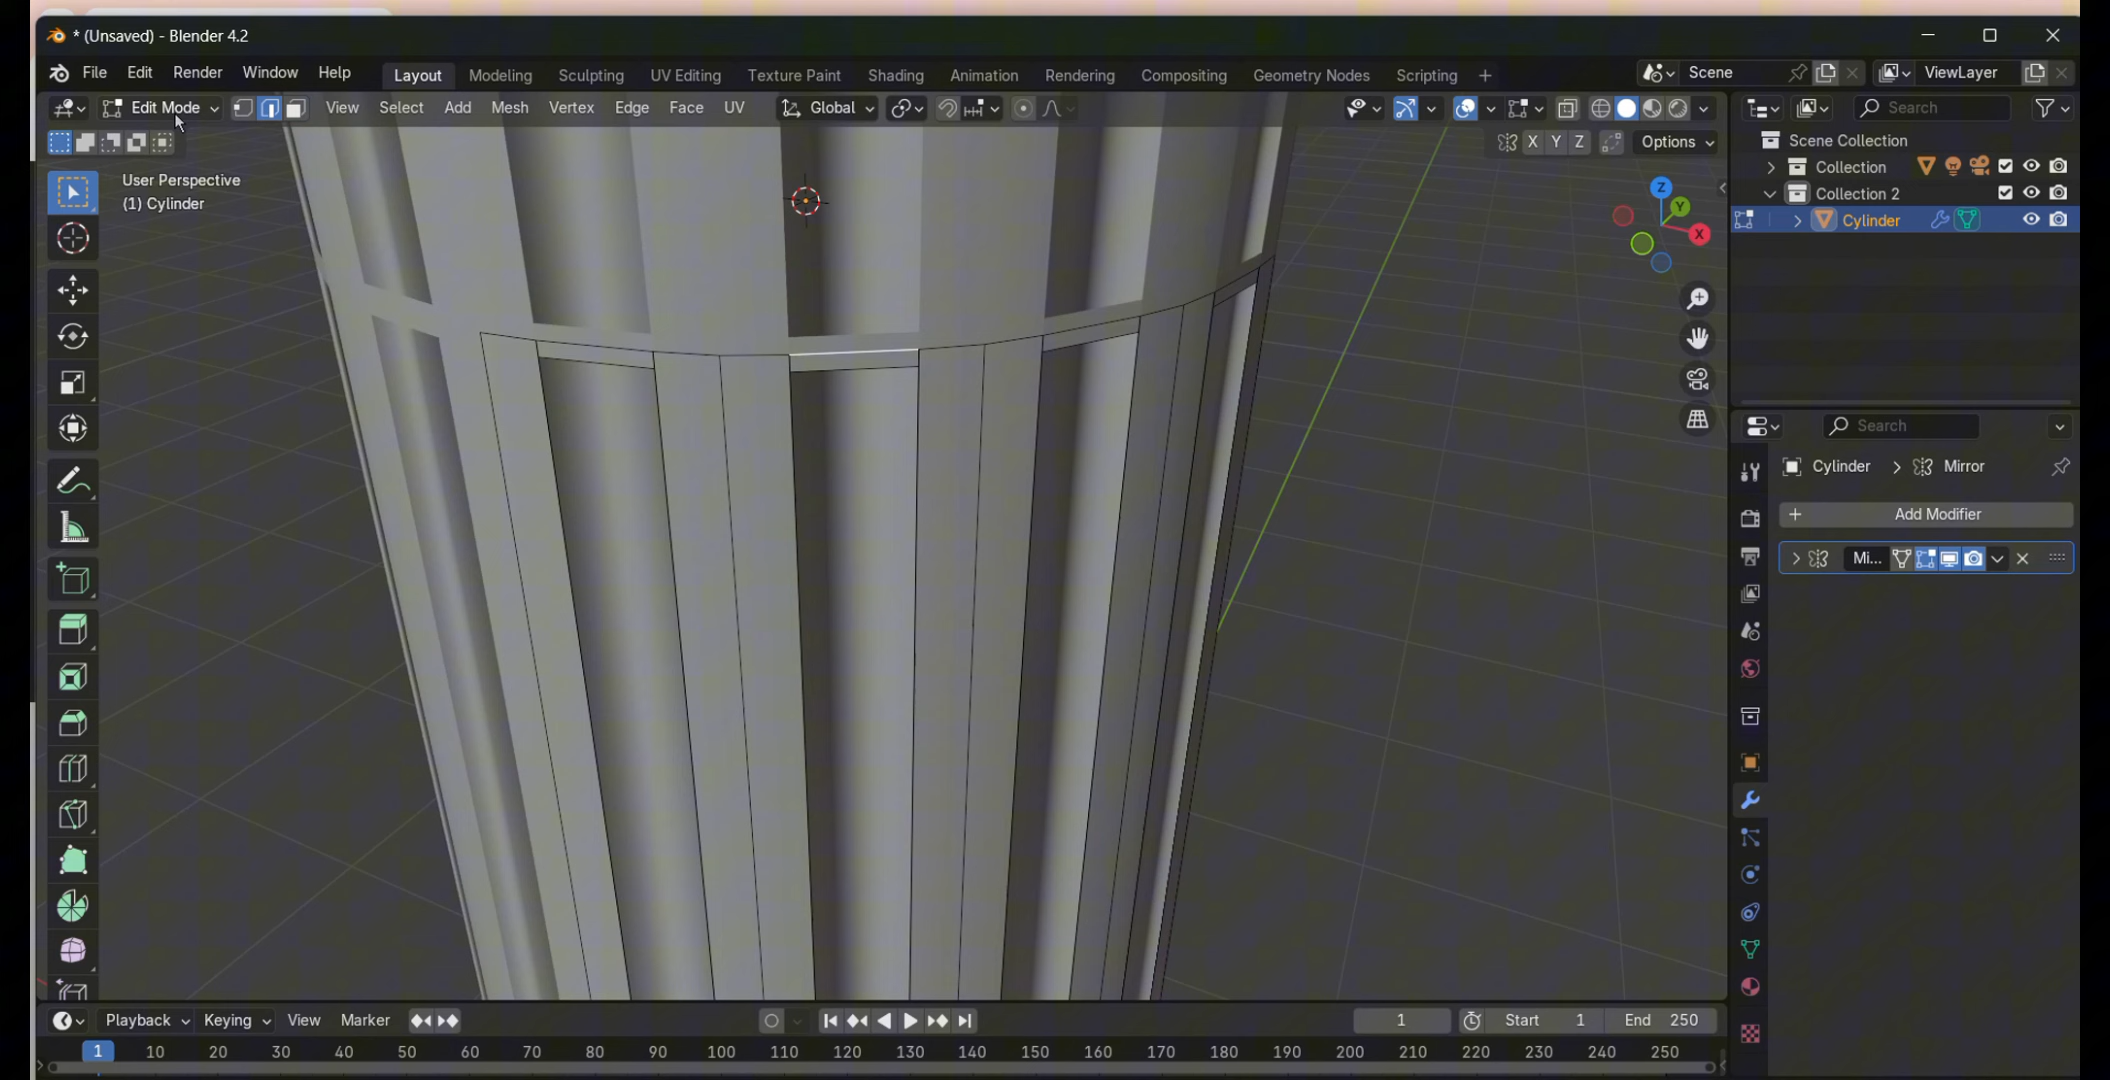 * (Unsaved) - Blender 4.2
File Edit Render Window Help Layout Modeling Sculpting UV Editing Texture Paint Shading Animation Rendering Compositing Geometry Nodes Scripting + Scene ViewLayer
Edit Mode View Select Add Mesh Vertex Edge Face UV Global Search
X Y Z Options
User Perspective
(1) Cylinder
Z
Y
X
Scene Collection
Collection
Collection 2
Cylinder
Search
Cylinder > Mirror
+ Add Modifier
Mi...
Playback Keying View Marker 1 Start 1 End 250
1 10 20 30 40 50 60 70 80 90 100 110 120 130 140 150 160 170 180 190 200 210 220 230 240 250